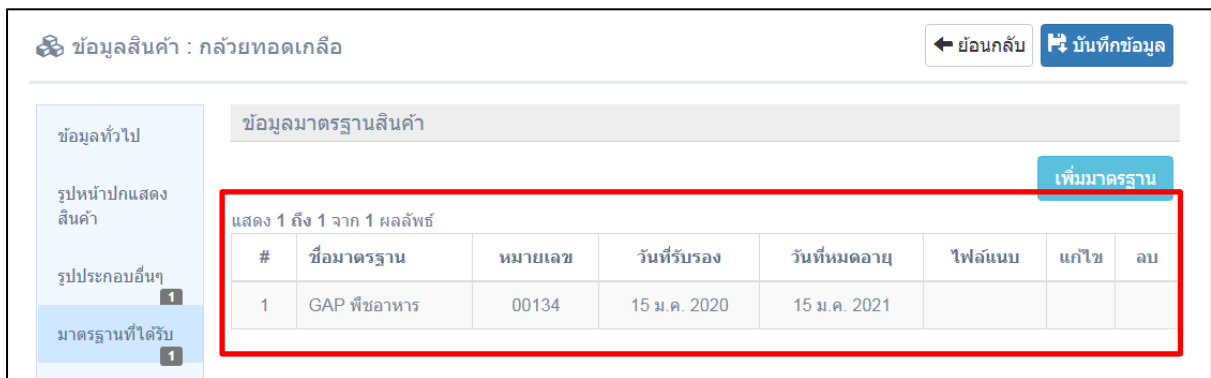 ข้อมูลสินค้า : กล้วยทอดเกลือ
ย้อนกลับ
บันทึกข้อมูล
ข้อมูลทั่วไป
รูปหน้าปกแสดง
สินค้า
รูปประกอบอื่นๆ
1
มาตรฐานที่ได้รับ
1
ข้อมูลมาตรฐานสินค้า
เพิ่มมาตรฐาน
แสดง 1 ถึง 1 จาก 1 ผลลัพธ์
# ชื่อมาตรฐาน หมายเลข วันที่รับรอง วันที่หมดอายุ ไฟล์แนบ แก้ไข ลบ
1 GAP พืชอาหาร 00134 15 ม.ค. 2020 15 ม.ค. 2021